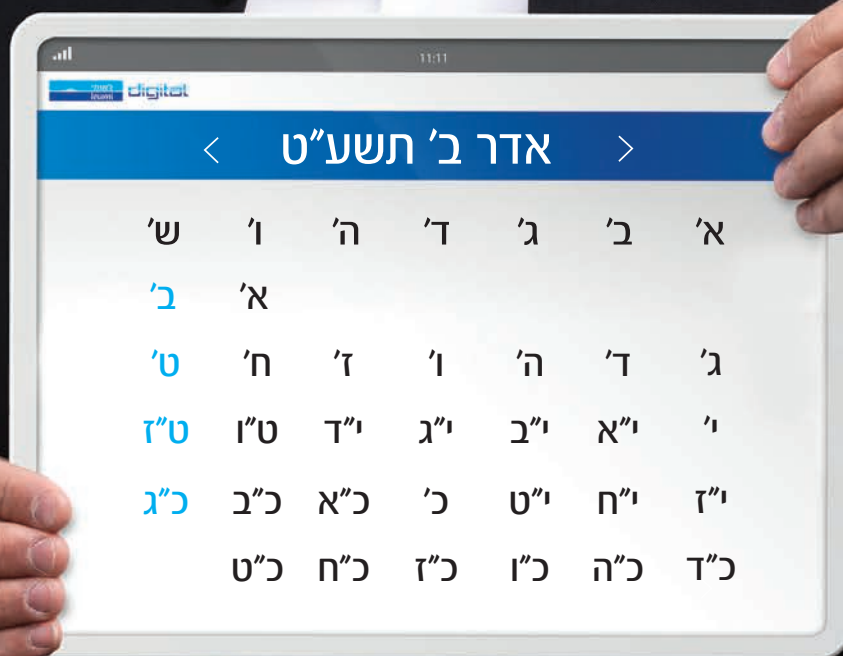 11:11
digital
אדר ב׳ תשע״ט
א׳ ב׳ ג׳ ד׳ ה׳ ו׳ ש׳
א׳ ב׳
ג׳ ד׳ ה׳ ו׳ ז׳ ח׳ ט׳
י׳ י״א י״ב י״ג י״ד ט״ו ט״ז
י״ז י״ח י״ט כ׳ כ״א כ״ב כ״ג
כ״ד כ״ה כ״ו כ״ז כ״ח כ״ט